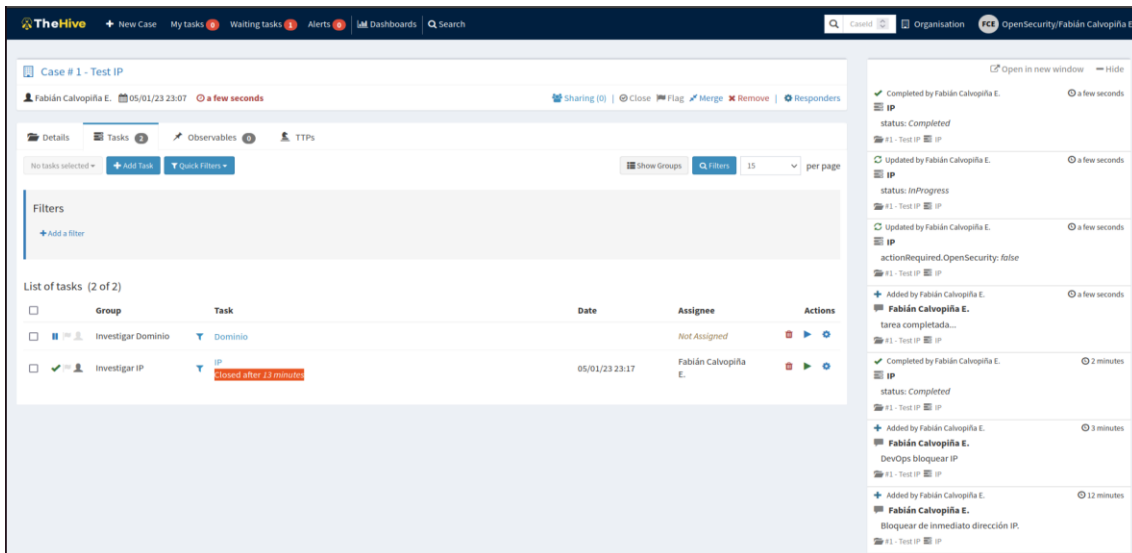 TheHive + New Case My tasks 0 Waiting tasks 1 Alerts 0 Dashboards Search CaseId Organisation FCE OpenSecurity/Fabián Calvopiña E
Case # 1 - Test IP
Fabián Calvopiña E. 05/01/23 23:07 a few seconds Sharing (0) | Close Flag Merge Remove | Responders
Details Tasks 2 Observables 0 TTPs
No tasks selected + Add Task Quick Filters Show Groups Filters 15 per page
Filters
+ Add a filter
List of tasks (2 of 2)
Group Task Date Assignee Actions
Investigar Dominio Dominio Not Assigned
Investigar IP IP 05/01/23 23:17 Fabián Calvopiña E.
Closed after 13 minutes
Open in new window Hide
Completed by Fabián Calvopiña E. a few seconds
IP
status: Completed
#1 - Test IP IP
Updated by Fabián Calvopiña E. a few seconds
IP
status: InProgress
#1 - Test IP IP
Updated by Fabián Calvopiña E. a few seconds
IP
actionRequired.OpenSecurity: false
#1 - Test IP IP
+ Added by Fabián Calvopiña E. a few seconds
Fabián Calvopiña E.
tarea completada...
#1 - Test IP IP
Completed by Fabián Calvopiña E. 2 minutes
IP
status: Completed
#1 - Test IP IP
+ Added by Fabián Calvopiña E. 3 minutes
Fabián Calvopiña E.
DevOps bloquear IP
#1 - Test IP IP
+ Added by Fabián Calvopiña E. 12 minutes
Fabián Calvopiña E.
Bloquear de inmediato dirección IP.
#1 - Test IP IP